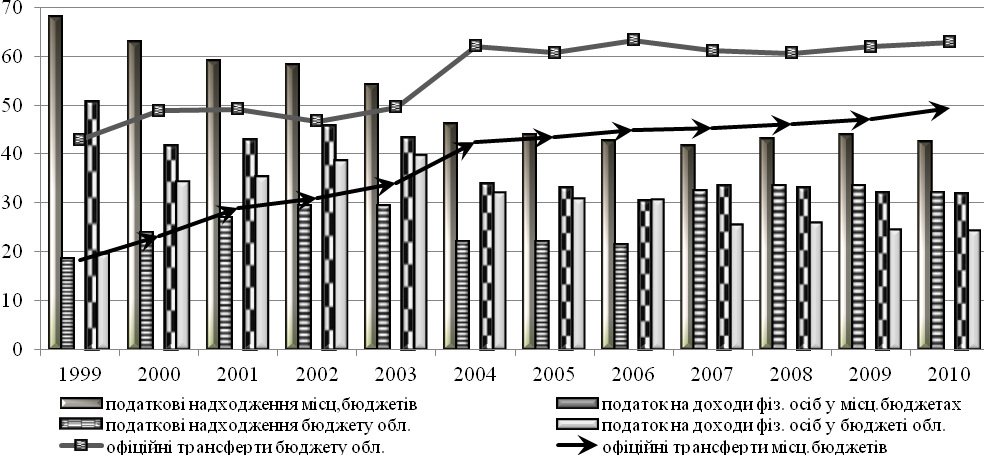 70
60
50
40
30
20
10
0
1999 2000 2001 2002 2003 2004 2005 2006 2007 2008 2009 2010
податкові надходження місц,бюджетів податок на доходи фіз. осіб у місц.бюджетах
податкові надходження бюджету обл. податок на доходи фіз. осіб у бюджеті обл.
офіційні трансферти бюджету обл. офіційні трансферти місц.бюджетів